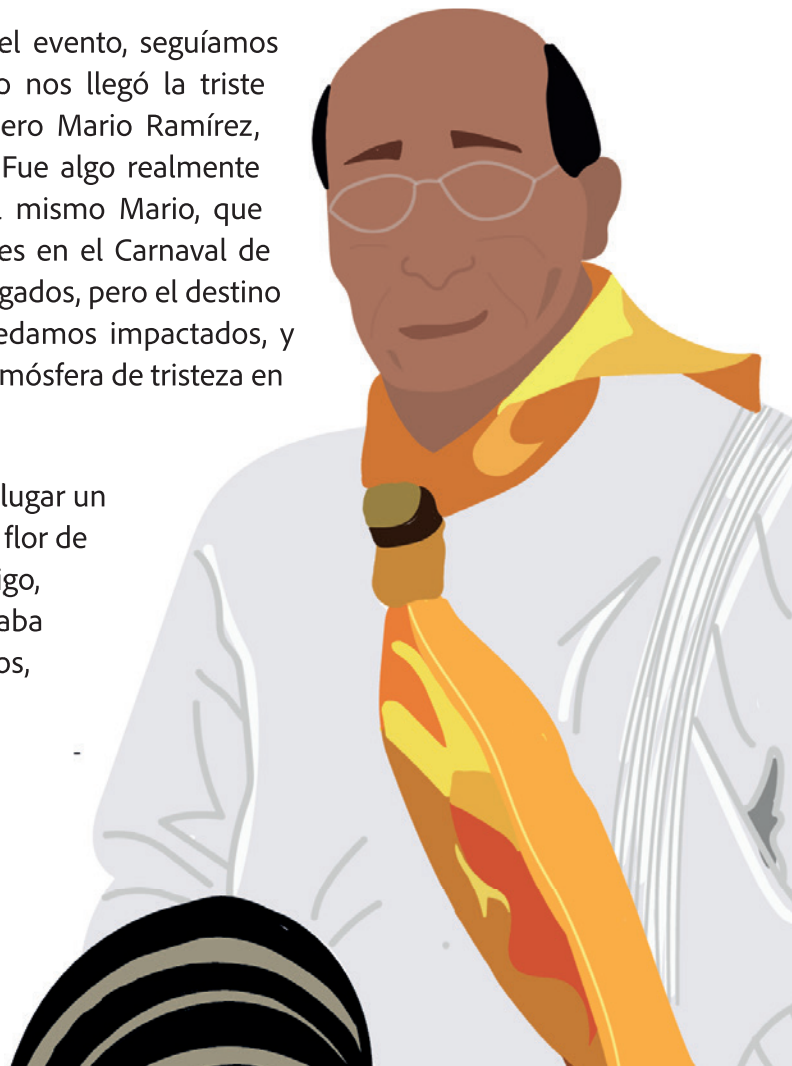 el evento, seguíamos
o nos llegó la triste
ero Mario Ramírez,
Fue algo realmente
l mismo Mario, que
es en el Carnaval de
gados, pero el destino
edamos impactados, y
mósfera de tristeza en
lugar un
flor de
igo,
aba
os,
-